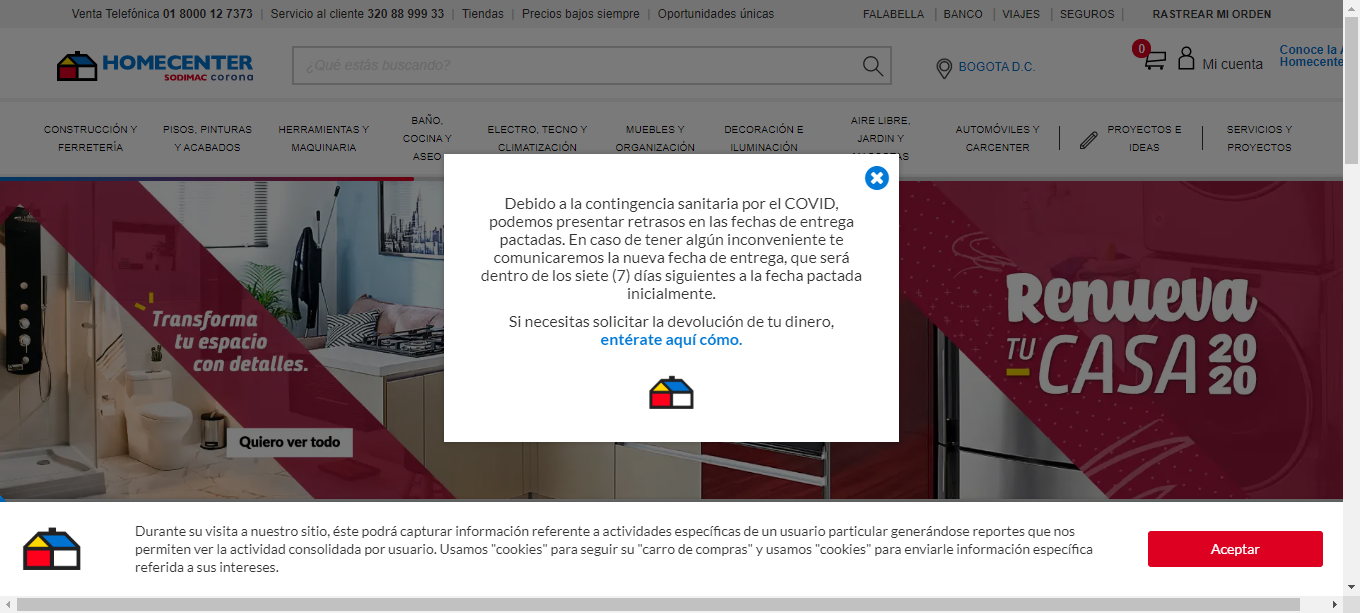 Venta Telefónica 01 8000 12 7373 | Servicio al cliente 320 88 999 33 | Tiendas | Precios bajos siempre | Oportunidades únicas FALABELLA | BANCO | VIAJES | SEGUROS | RASTREAR MI ORDEN
HOMECENTER
SODIMAC corona
¿Qué estás buscando?
BOGOTA D.C.
0
Mi cuenta
Conoce la A
Homecente
CONSTRUCCIÓN Y
FERRETERÍA
PISOS, PINTURAS
Y ACABADOS
HERRAMIENTAS Y
MAQUINARIA
BAÑO,
COCINA Y
ASEO
ELECTRO, TECNO Y
CLIMATIZACIÓN
MUEBLES Y
ORGANIZACIÓN
DECORACIÓN E
ILUMINACIÓN
AIRE LIBRE,
JARDIN Y
AUTOMÓVILES Y
CARCENTER
PROYECTOS E
IDEAS
SERVICIOS Y
PROYECTOS
Transforma
tu espacio
con detalles.
Quiero ver todo
Debido a la contingencia sanitaria por el COVID,
podemos presentar retrasos en las fechas de entrega
pactadas. En caso de tener algún inconveniente te
comunicaremos la nueva fecha de entrega, que será
dentro de los siete (7) días siguientes a la fecha pactada
inicialmente.
Si necesitas solicitar la devolución de tu dinero,
entérate aquí cómo.
Renueva
TU CASA 2020
Durante su visita a nuestro sitio, éste podrá capturar información referente a actividades específicas de un usuario particular generándose reportes que nos
permiten ver la actividad consolidada por usuario. Usamos "cookies" para seguir su "carro de compras" y usamos "cookies" para enviarle información específica
referida a sus intereses.
Aceptar